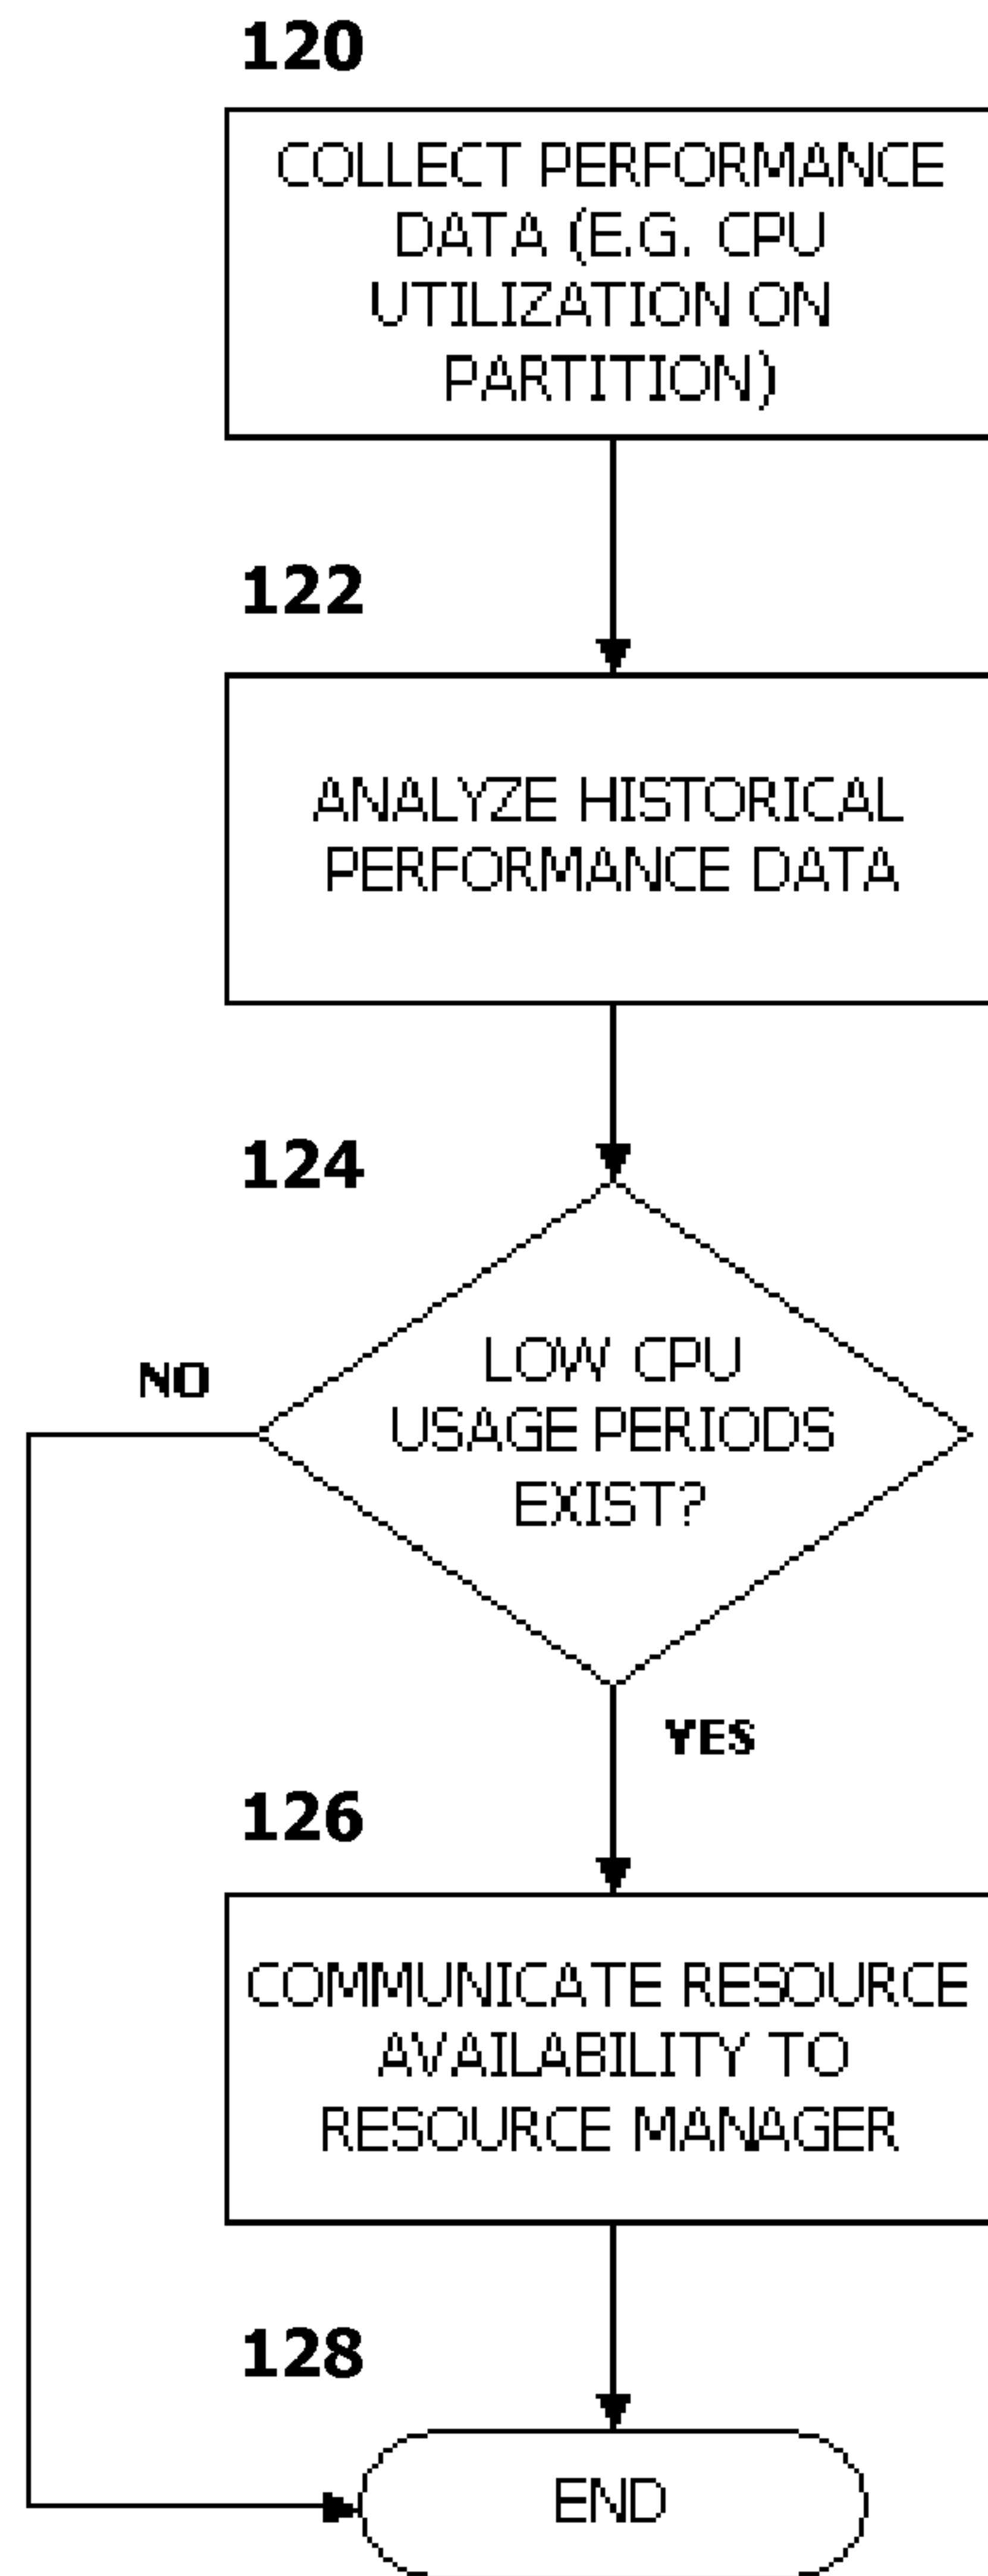 120
COLLECT PERFORMANCE
DATA (E.G. CPU
UTILIZATION ON
PARTITION)
122
ANALYZE HISTORICAL
PERFORMANCE DATA
124
LOW CPU
USAGE PERIODS
EXIST?
NO
YES
126
COMMUNICATE RESOURCE
AVAILABILITY TO
RESOURCE MANAGER
128
END